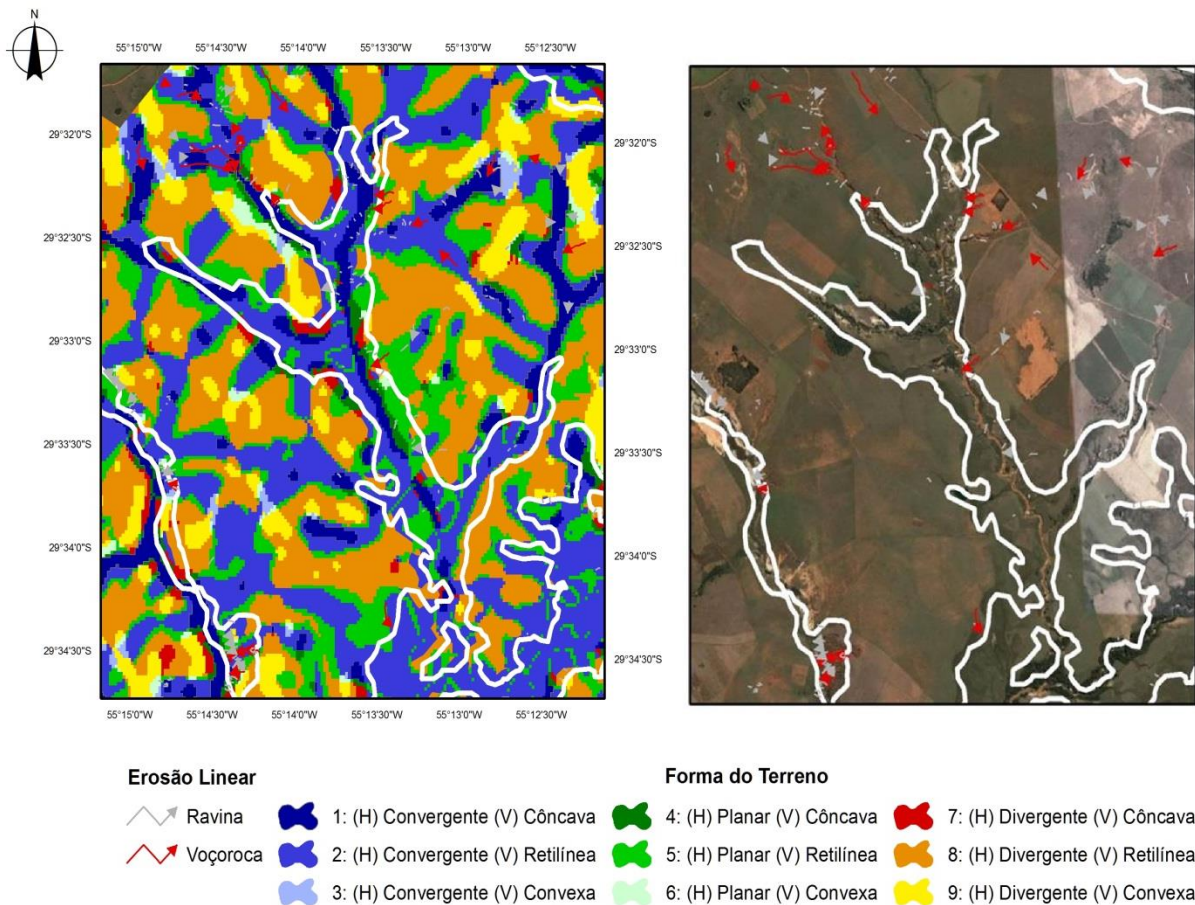 N
55°15'0"W 55°14'30"W 55°14'0"W 55°13'30"W 55°13'0"W 55°12'30"W
29°32'0"S 29°32'0"S
29°32'30"S 29°32'30"S
29°33'0"S 29°33'0"S
29°33'30"S 29°33'30"S
29°34'0"S 29°34'0"S
29°34'30"S 29°34'30"S
55°15'0"W 55°14'30"W 55°14'0"W 55°13'30"W 55°13'0"W 55°12'30"W
Erosão Linear Forma do Terreno
Ravina 1: (H) Convergente (V) Côncava 4: (H) Planar (V) Côncava 7: (H) Divergente (V) Côncava
Voçoroca 2: (H) Convergente (V) Retilínea 5: (H) Planar (V) Retilínea 8: (H) Divergente (V) Retilínea
3: (H) Convergente (V) Convexa 6: (H) Planar (V) Convexa 9: (H) Divergente (V) Convexa